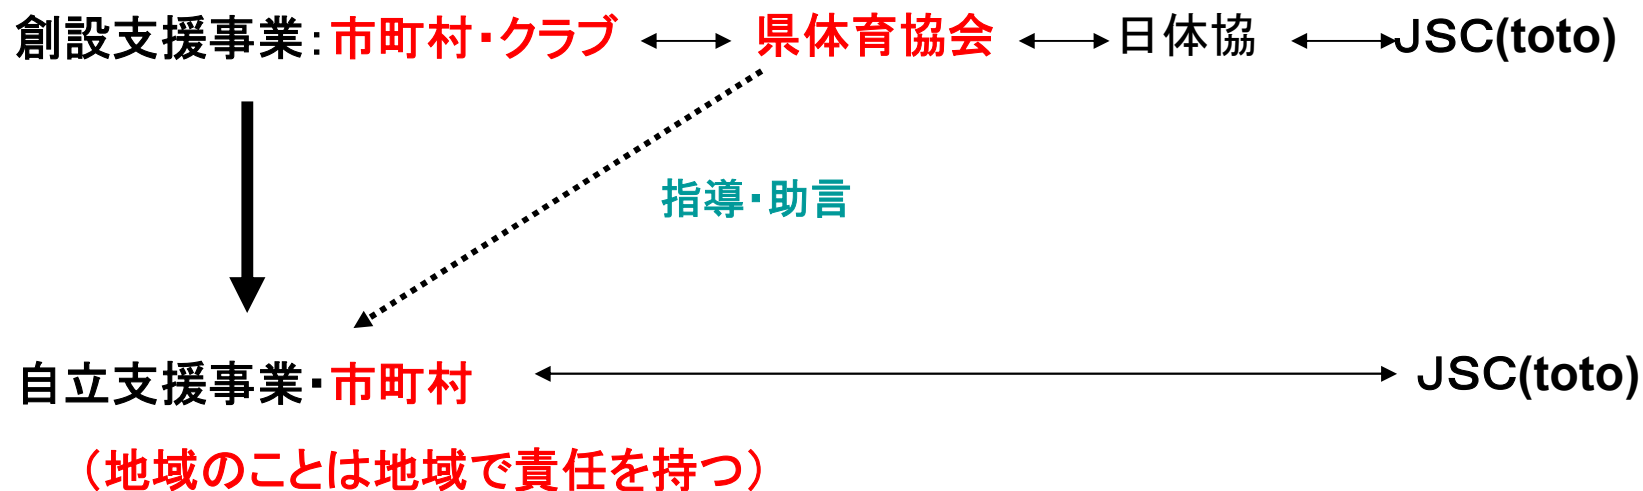 創設支援事業：市町村・クラブ 県体育協会 日体協 JSC(toto)
指導・助言
自立支援事業・市町村 JSC(toto)
（地域のことは地域で責任を持つ）